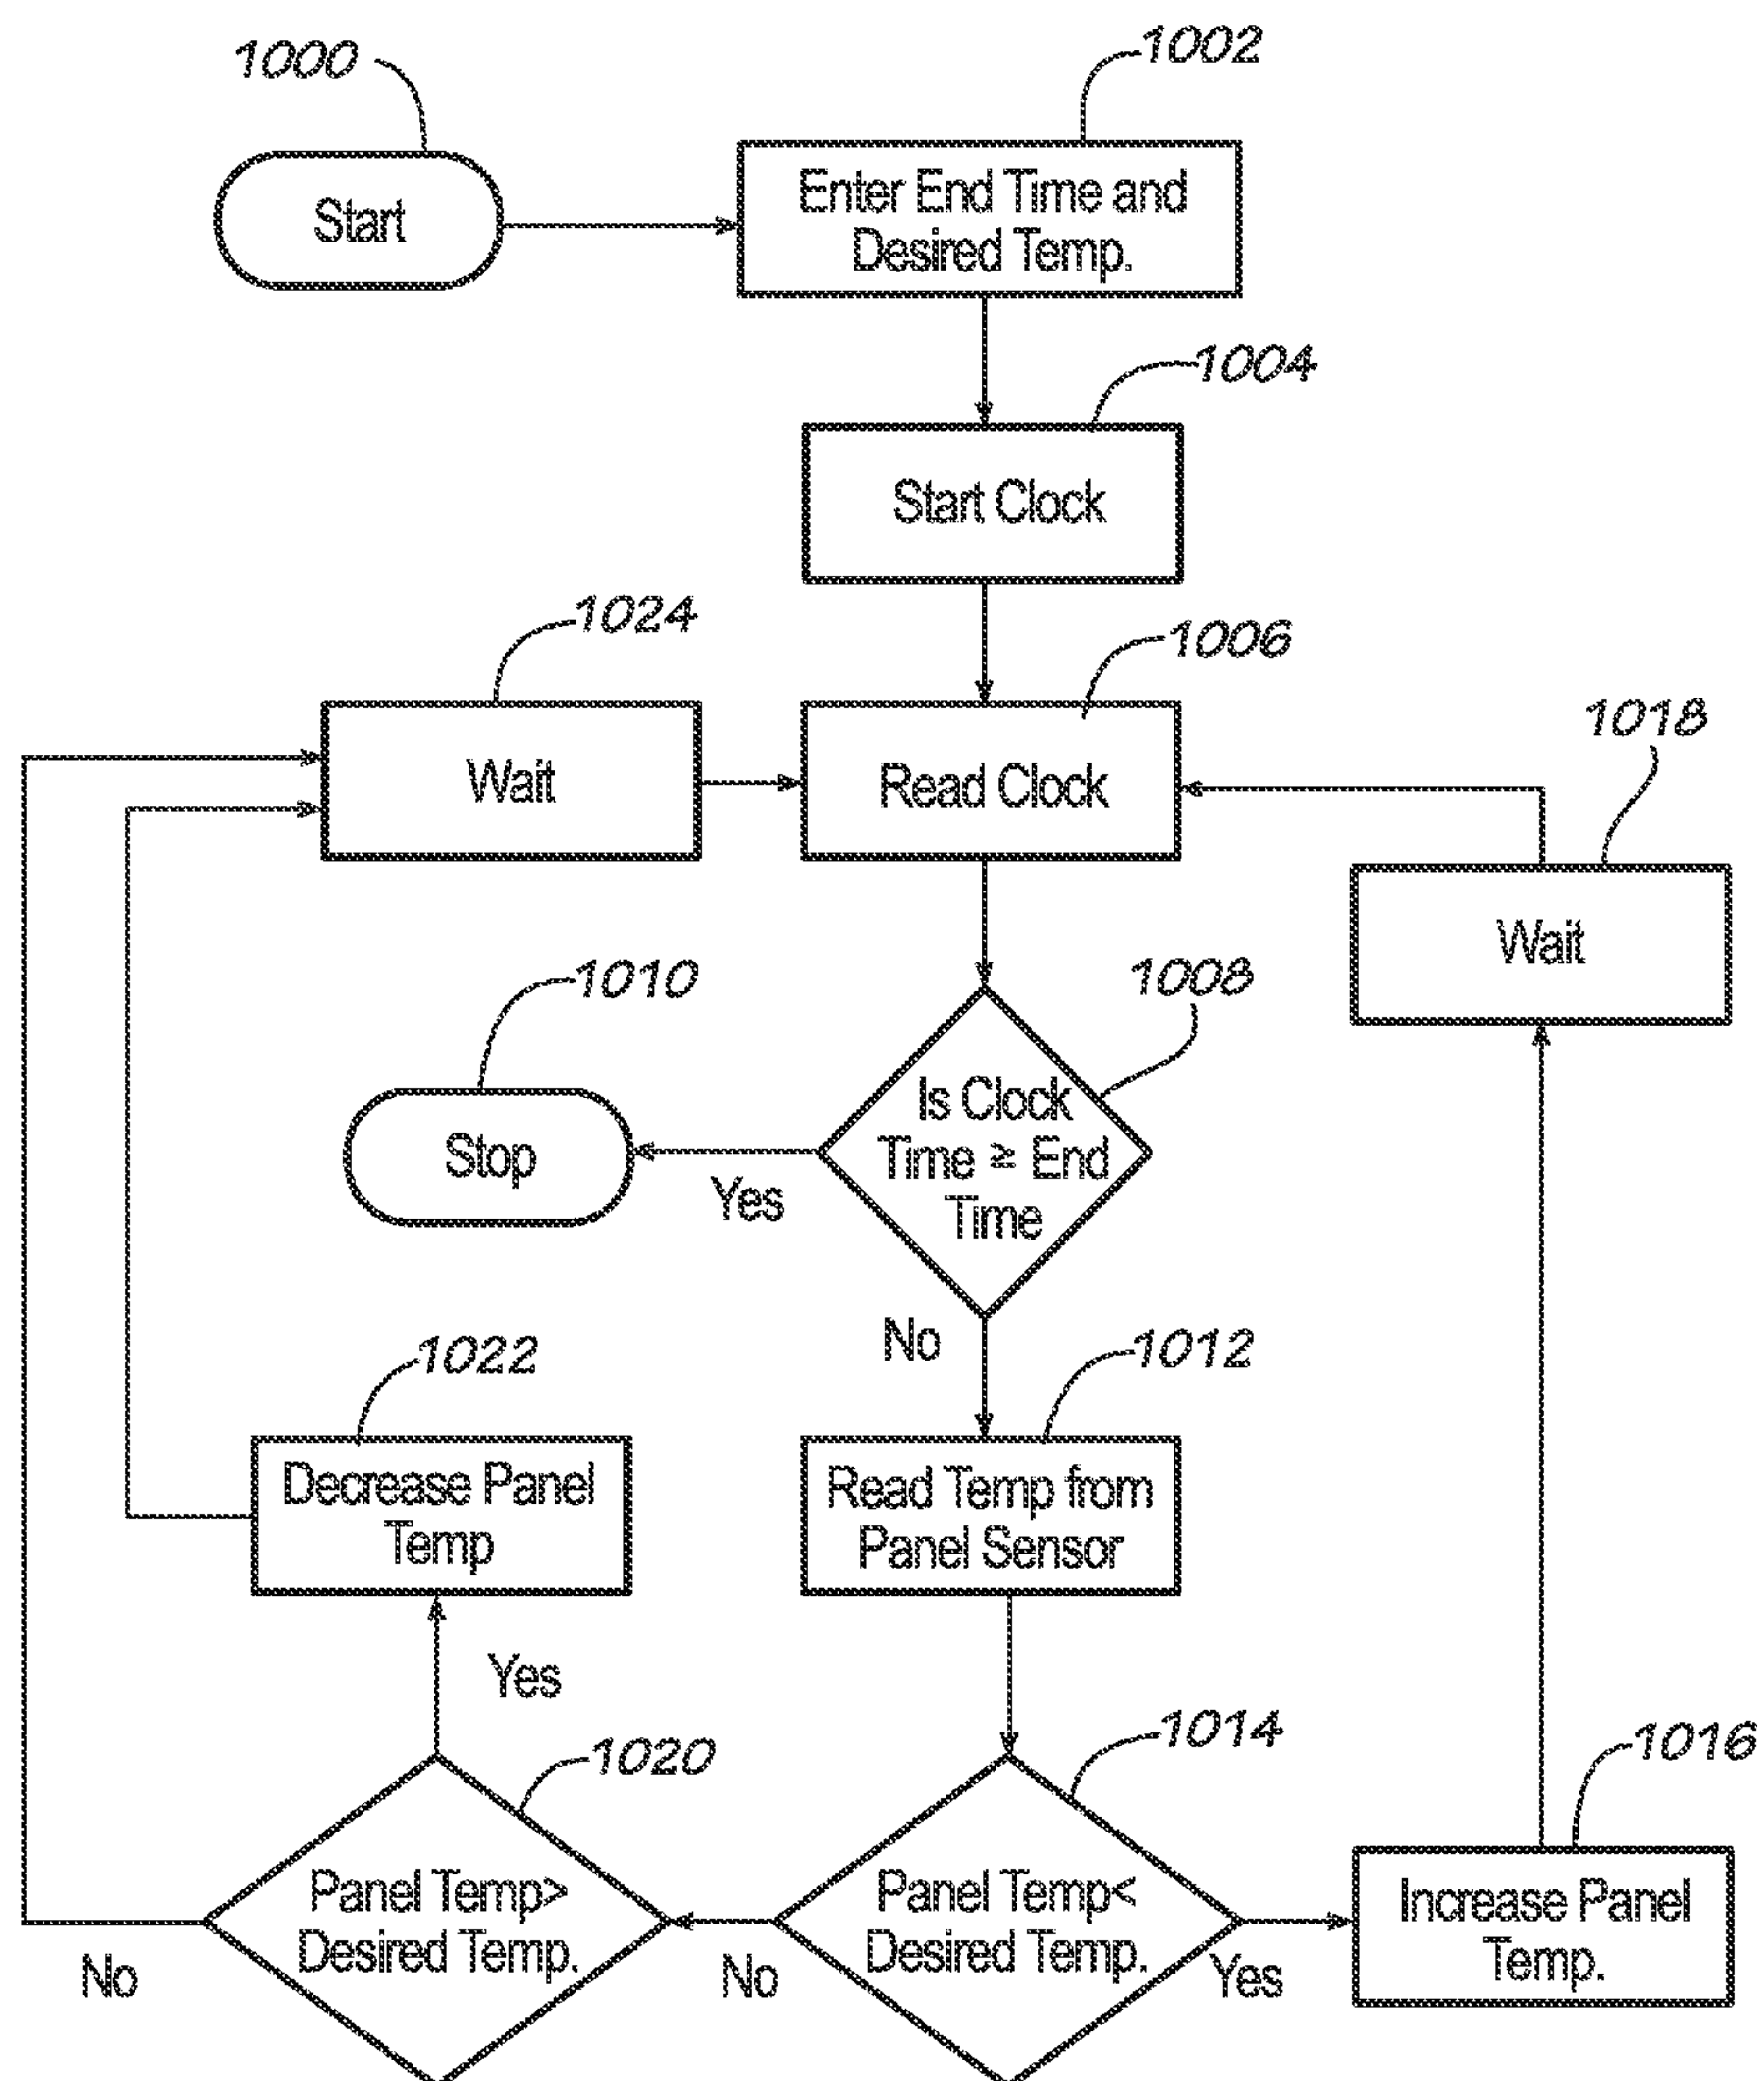 1000
1002
Start
Enter End Time and
Desired Temp.
1004
Start Clock
1024
1006
1018
Wait
Read Clock
Wait
1010
1008
Stop
Is Clock
Time ≥ End
Time
Yes
No
1022
1012
Decrease Panel
Temp
Read Temp from
Panel Sensor
Yes
1020
1014
1016
Panel Temp>
Desired Temp.
Panel Temp<
Desired Temp.
Increase Panel
Temp.
No
No
Yes